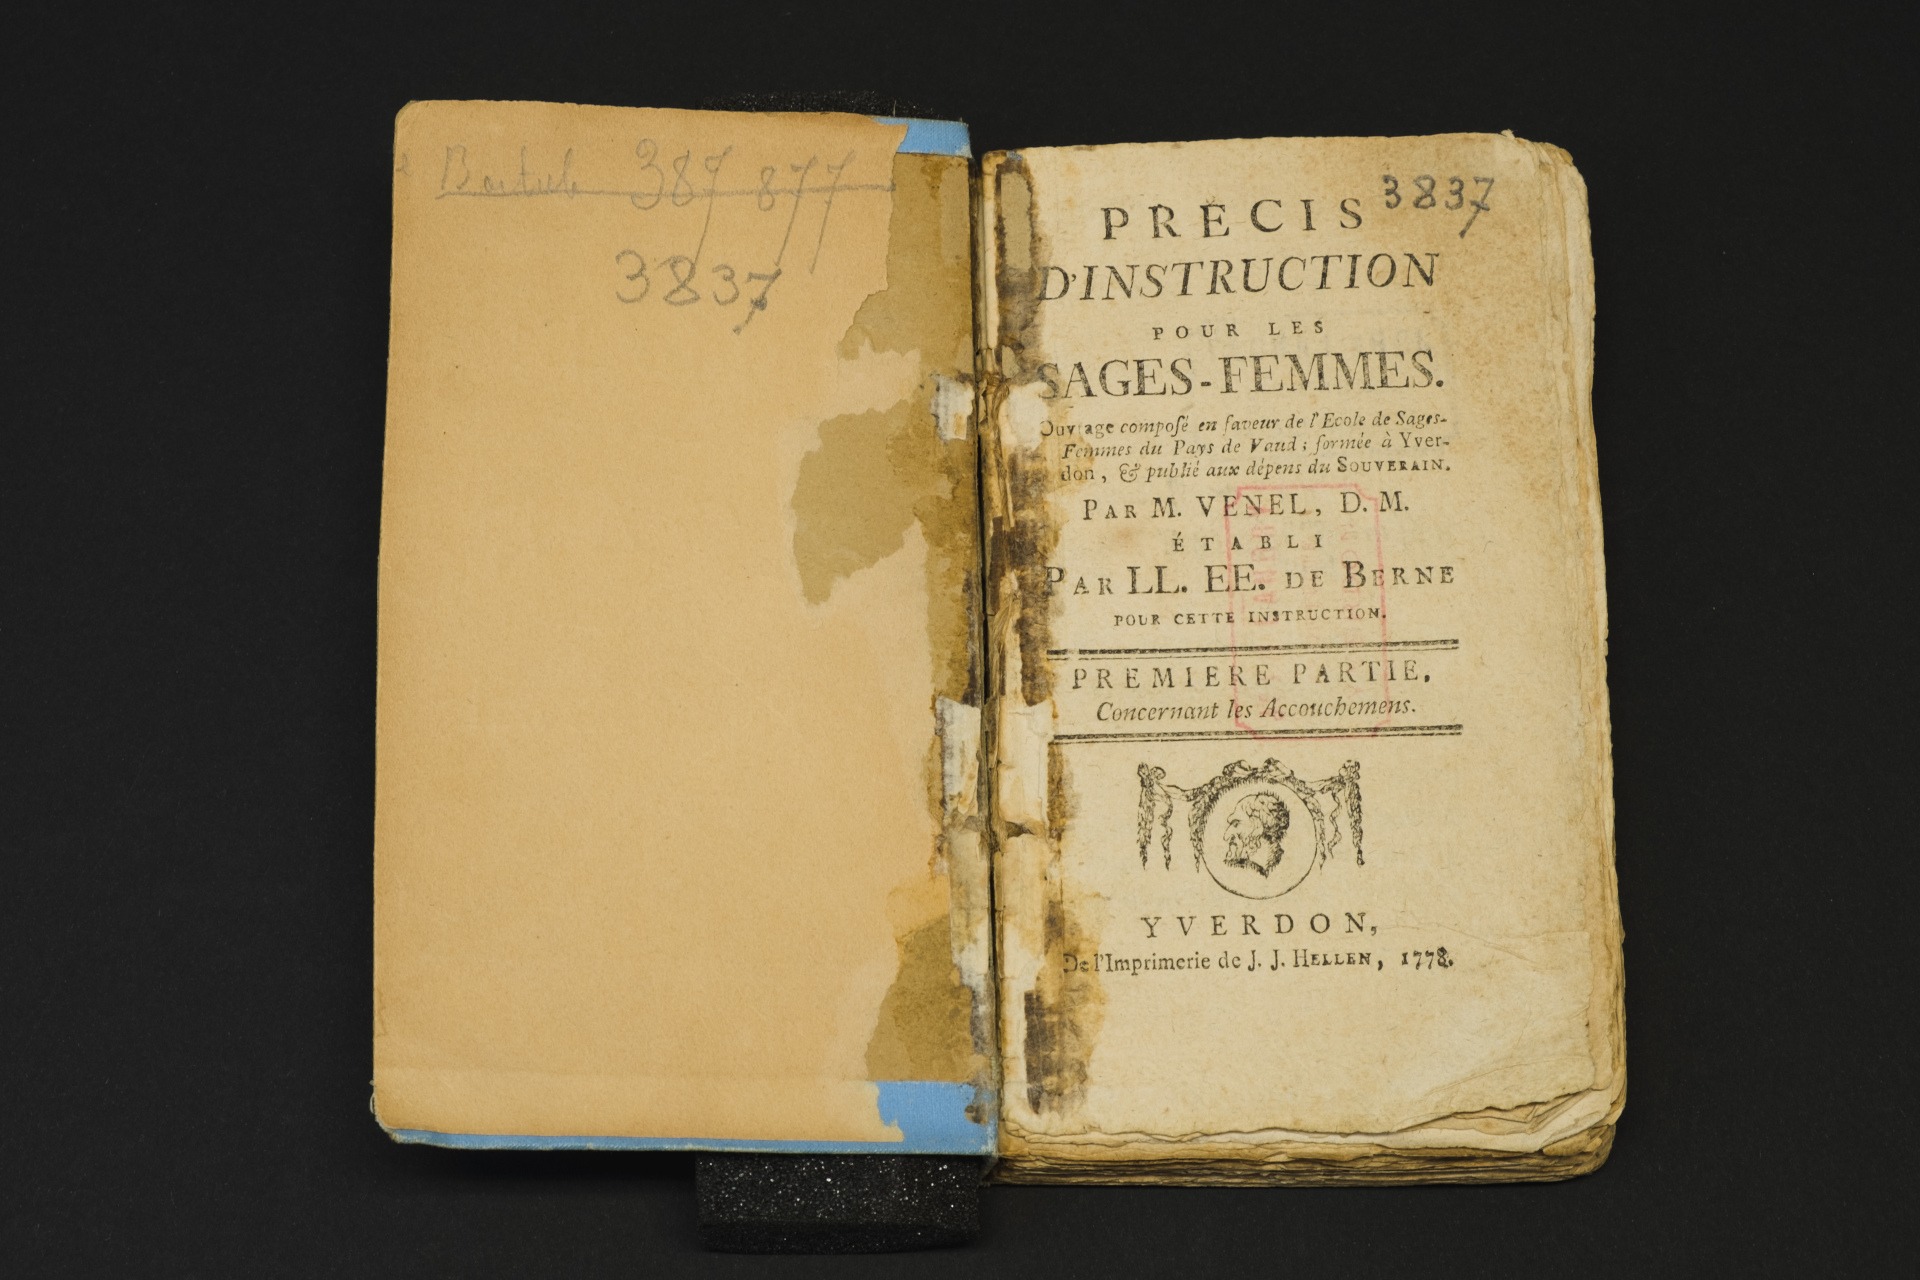 387 877
3837
3837
PRECIS
D'INSTRUCTION
POUR LES
SAGES-FEMMES.
Ouvrage composé en faveur de l'Ecole de Sages-
Femmes du Pays de Vaud; formée à Yver-
don, & publié aux dépens du SOUVERAIN.
PAR M. VENEL, D. M.
ÉTABLI
PAR LL. EE. DE BERNE
POUR CETTE INSTRUCTION.
PREMIERE PARTIE,
Concernant les Accouchemens.
YVERDON,
De l'Imprimerie de J. J. HELLEN, 1778.